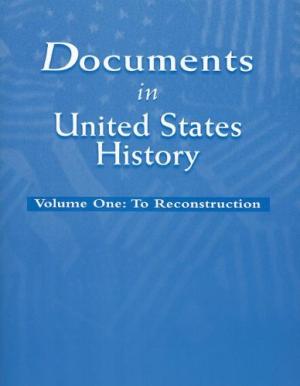 Documents
in
United States
History
Volume One: To Reconstruction